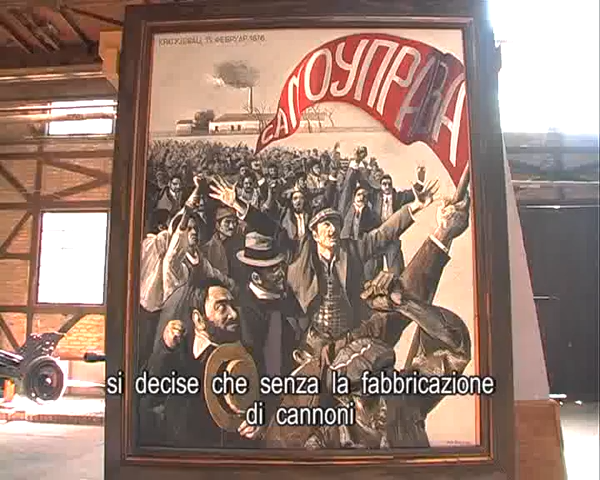 КРАГУЈЕВАЦ, 15. ФЕБРУАР 1876
САМОУПРАВА
si decise che senza la fabbricazione
di cannoni